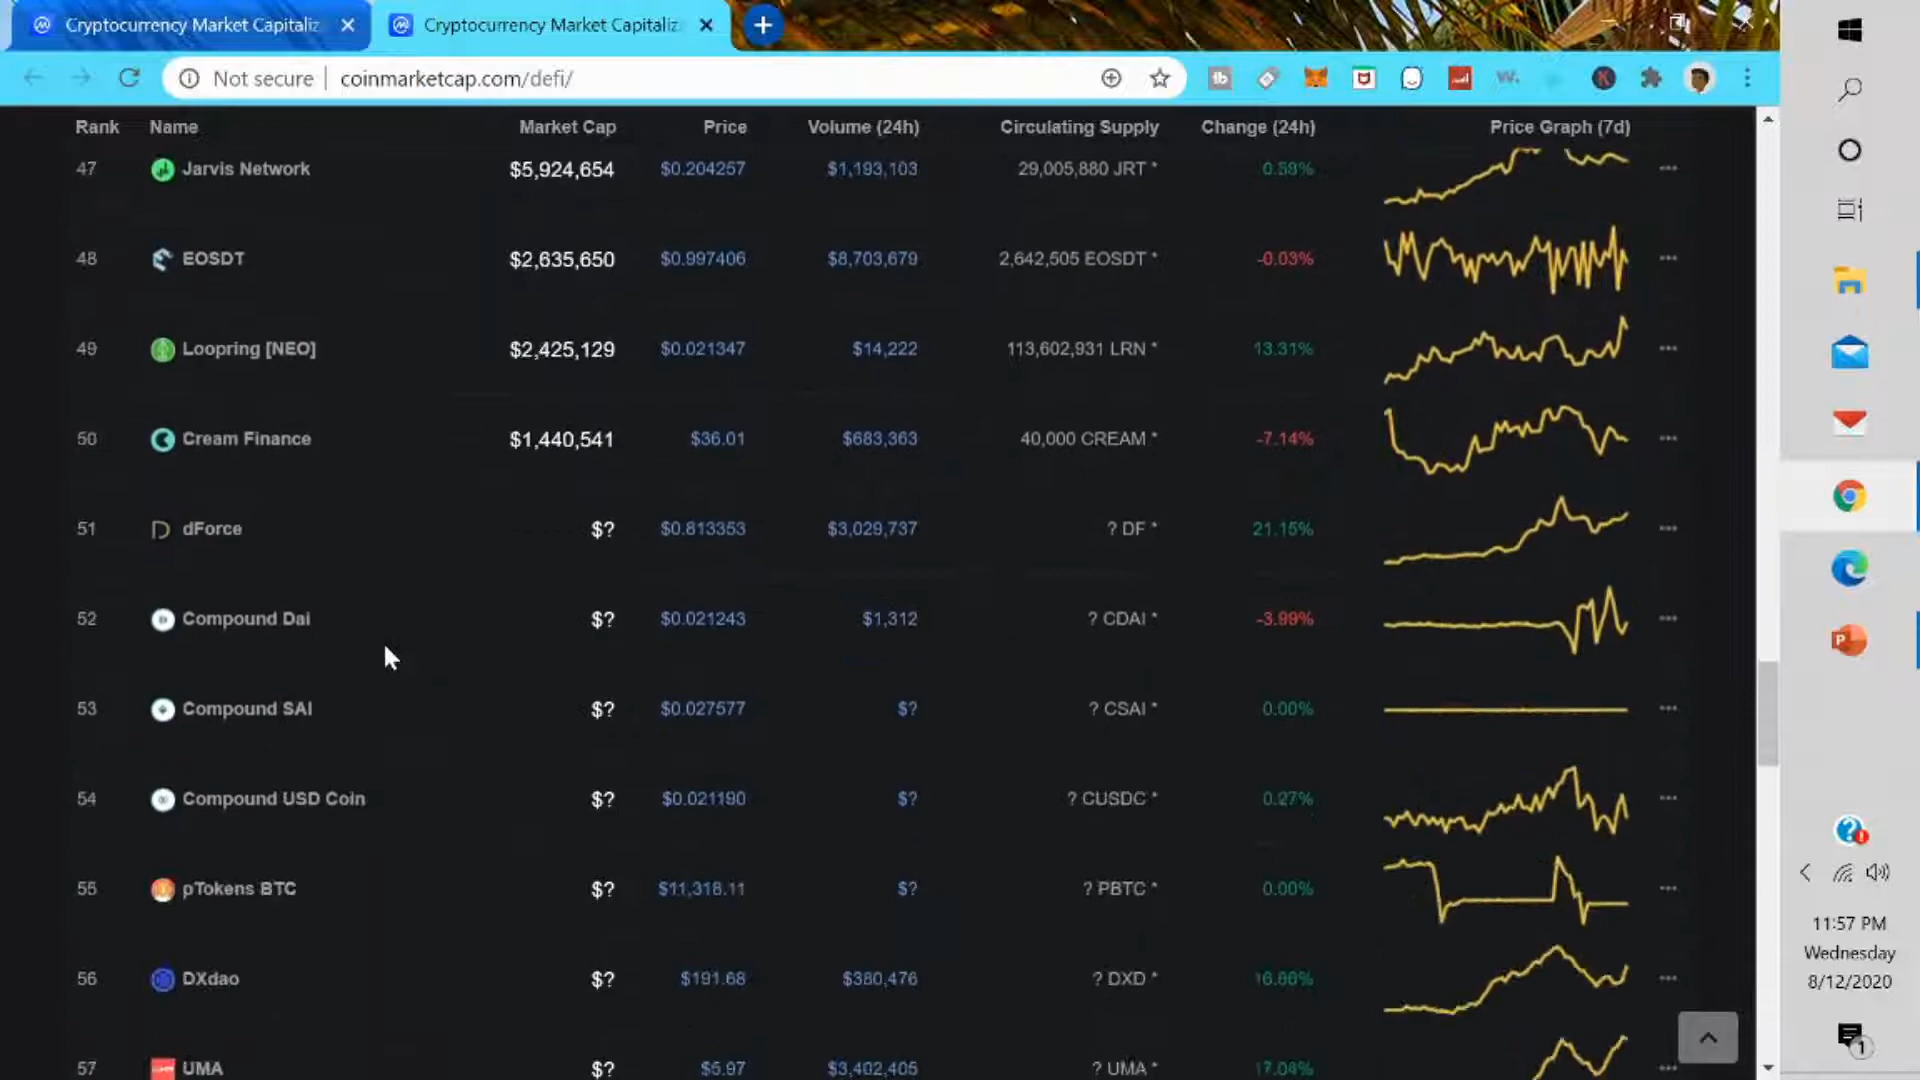 Cryptocurrency Market Capitaliz
Cryptocurrency Market Capitaliz
Not secure | coinmarketcap.com/defi/
Rank Name Market Cap Price Volume (24h) Circulating Supply Change (24h) Price Graph (7d)
47 Jarvis Network $5,924,654 $0.204257 $1,193,103 29,005,880 JRT * 0.59%
48 EOSDT $2,635,650 $0.997406 $8,703,679 2,642,505 EOSDT * -0.03%
49 Loopring [NEO] $2,425,129 $0.021347 $14,222 113,602,931 LRN * 13.31%
50 Cream Finance $1,440,541 $36.01 $683,363 40,000 CREAM * -7.14%
51 dForce $? $0.813353 $3,029,737 ? DF * 21.15%
52 Compound Dai $? $0.021243 $1,312 ? CDAI * -3.99%
53 Compound SAI $? $0.027577 $? ? CSAI * 0.00%
54 Compound USD Coin $? $0.021190 $? ? CUSDC * 0.27%
55 pTokens BTC $? $11,318.11 $? ? PBTC * 0.00%
56 DXdao $? $191.68 $380,476 ? DXD *
57 UMA $? $5.97 $3,402,405 ? UMA * 17.04%
11:57 PM
Wednesday
8/12/2020
1